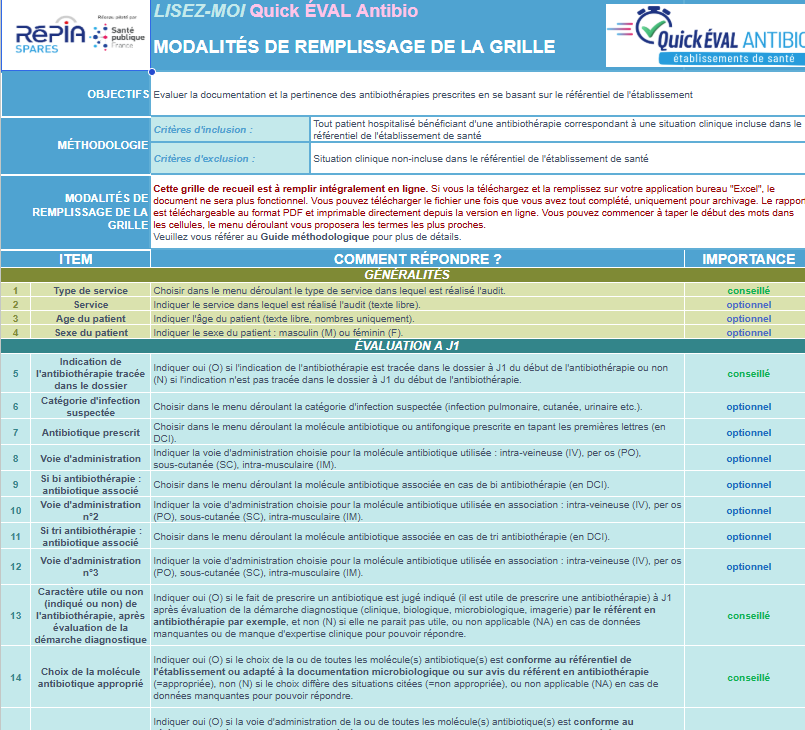 Réseau piloté par
RéPIA
SPARES
Santé
publique
France
LISEZ-MOI Quick ÉVAL Antibio
MODALITÉS DE REMPLISSAGE DE LA GRILLE
Quick ÉVAL ANTIBIO
établissements de santé
OBJECTIFS
Evaluer la documentation et la pertinence des antibiothérapies prescrites en se basant sur le référentiel de l'établissement
MÉTHODOLOGIE
Critères d'inclusion :
Tout patient hospitalisé bénéficiant d'une antibiothérapie correspondant à une situation clinique incluse dans le
référentiel de l'établissement de santé
Critères d'exclusion :
Situation clinique non-incluse dans le référentiel de l'établissement de santé
MODALITÉS DE
REMPLISSAGE DE LA
GRILLE
Cette grille de recueil est à remplir intégralement en ligne. Si vous la téléchargez et la remplissez sur votre application bureau "Excel", le
document ne sera plus fonctionnel. Vous pouvez télécharger le fichier une fois que vous avez tout complété, uniquement pour archivage. Le rapport
est téléchargeable au format PDF et imprimable directement depuis la version en ligne. Vous pouvez commencer à taper le début des mots dans
les cellules, le menu déroulant vous proposera les termes les plus proches.
Veuillez vous référer au Guide méthodologique pour plus de détails.
ITEM
COMMENT RÉPONDRE ?
IMPORTANCE
GÉNÉRALITÉS
1 Type de service Choisir dans le menu déroulant le type de service dans lequel est réalisé l'audit. conseillé
2 Service Indiquer le service dans lequel est réalisé l'audit (texte libre). optionnel
3 Age du patient Indiquer l'âge du patient (texte libre, nombres uniquement). optionnel
4 Sexe du patient Indiquer le sexe du patient : masculin (M) ou féminin (F). optionnel
ÉVALUATION A J1
5
Indication de
l'antibiothérapie tracée
dans le dossier
Indiquer oui (O) si l'indication de l'antibiothérapie est tracée dans le dossier à J1 du début de l'antibiothérapie ou non
(N) si l'indication n'est pas tracée dans le dossier à J1 du début de l'antibiothérapie.
conseillé
6
Catégorie d'infection
suspectée
Choisir dans le menu déroulant la catégorie d'infection suspectée (infection pulmonaire, cutanée, urinaire etc.).
optionnel
7
Antibiotique prescrit
Choisir dans le menu déroulant la molécule antibiotique ou antifongique prescrite en tapant les premières lettres (en
DCI).
optionnel
8
Voie d'administration
Indiquer la voie d'administration choisie pour la molécule antibiotique utilisée : intra-veineuse (IV), per os (PO),
sous-cutanée (SC), intra-musculaire (IM).
optionnel
9
Si bi antibiothérapie :
antibiotique associé
Choisir dans le menu déroulant la molécule antibiotique associée en cas de bi antibiothérapie (en DCI).
optionnel
10
Voie d'administration
n°2
Indiquer la voie d'administration choisie pour la molécule antibiotique utilisée en association : intra-veineuse (IV), per os
(PO), sous-cutanée (SC), intra-musculaire (IM).
optionnel
11
Si tri antibiothérapie :
antibiotique associé
Choisir dans le menu déroulant la molécule antibiotique associée en cas de tri antibiothérapie (en DCI).
optionnel
12
Voie d'administration
n°3
Indiquer la voie d'administration choisie pour la molécule antibiotique utilisée en association : intra-veineuse (IV), per os
(PO), sous-cutanée (SC), intra-musculaire (IM).
optionnel
13
Caractère utile ou non
(indiqué ou non) de
l'antibiothérapie, après
évaluation de la
démarche diagnostique
Indiquer oui (O) si le fait de prescrire un antibiotique est jugé indiqué (il est utile de prescrire une antibiothérapie) à J1
après évaluation de la démarche diagnostique (clinique, biologique, microbiologique, imagerie) par le référent en
antibiothérapie par exemple, et non (N) si elle ne parait pas utile, ou non applicable (NA) en cas de données
manquantes ou de manque d'expertise clinique pour pouvoir répondre.
conseillé
14
Choix de la molécule
antibiotique approprié
Indiquer oui (O) si le choix de la ou de toutes les molécule(s) antibiotique(s) est conforme au référentiel de
l'établissement ou adapté à la documentation microbiologique ou sur avis du référent en antibiothérapie
(=appropriée), non (N) si le choix diffère des situations citées (=non appropriée), ou non applicable (NA) en cas de
données manquantes pour pouvoir répondre.
conseillé
Indiquer oui (O) si la voie d'administration de la ou de toutes les molécule(s) antibiotique(s) est conforme au